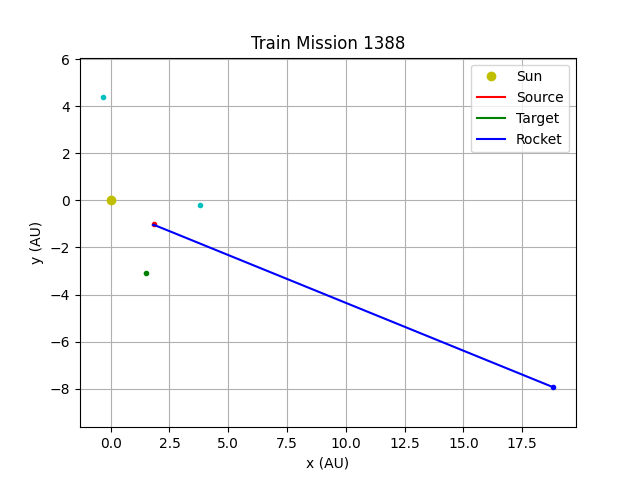 Train Mission 1388
Sun
Source
Target
Rocket
6
4
2
0
−2
−4
−6
−8
y (AU)
0.0 2.5 5.0 7.5 10.0 12.5 15.0 17.5
x (AU)